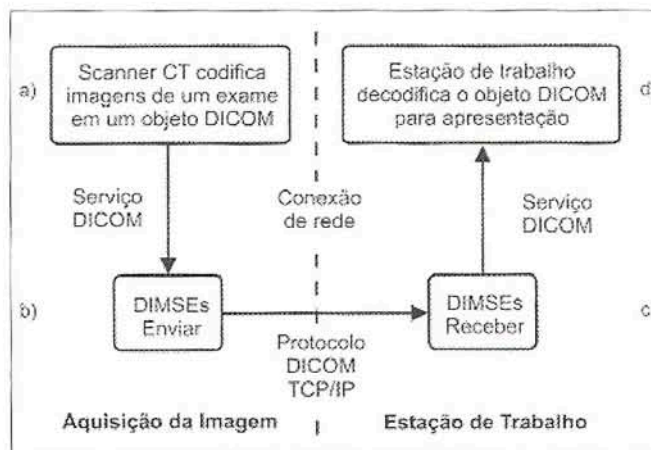 a)
Scanner CT codifica
imagens de um exame
em um objeto DICOM
Estação de trabalho
decodifica o objeto DICOM
para apresentação
d
Serviço
DICOM
Conexão
de rede
Serviço
DICOM
b)
DIMSEs
Enviar
DIMSEs
Receber
c
Protocolo
DICOM
TCP/IP
Aquisição da Imagem
Estação de Trabalho